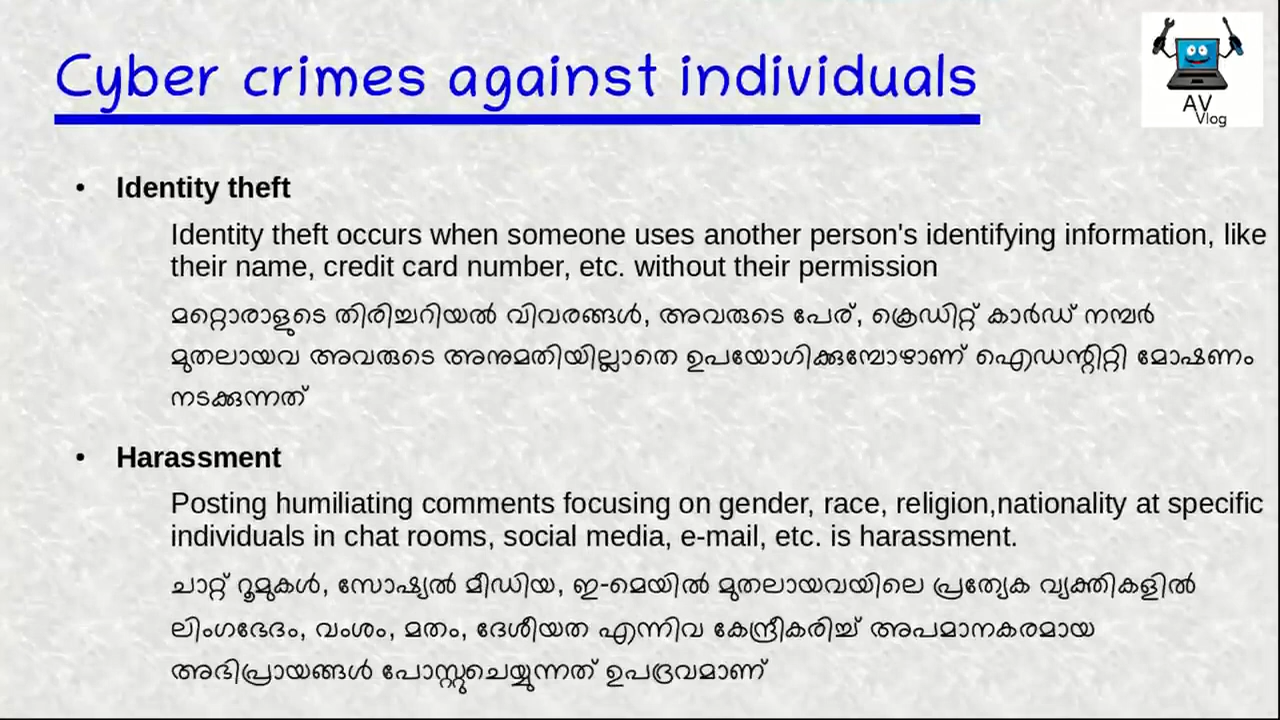 Cyber crimes against individuals
AV
Vlog
• Identity theft
Identity theft occurs when someone uses another person's identifying information, like
their name, credit card number, etc. without their permission
മറ്റൊരാളുടെ തിരിച്ചറിയൽ വിവരങ്ങൾ, അവരുടെ പേര്, ക്രെഡിറ്റ് കാർഡ് നമ്പർ
മുതലായവ അവരുടെ അനുമതിയില്ലാതെ ഉപയോഗിക്കുമ്പോഴാണ് ഐഡന്റിറ്റി മോഷണം
നടക്കുന്നത്
• Harassment
Posting humiliating comments focusing on gender, race, religion,nationality at specific
individuals in chat rooms, social media, e-mail, etc. is harassment.
ചാറ്റ് റൂമുകൾ, സോഷ്യൽ മീഡിയ, ഇ-മെയിൽ മുതലായവയിലെ പ്രത്യേക വ്യക്തികളിൽ
ലിംഗഭേദം, വംശം, മതം, ദേശീയത എന്നിവ കേന്ദ്രീകരിച്ച് അപമാനകരമായ
അഭിപ്രായങ്ങൾ പോസ്റ്റുചെയ്യുന്നത് ഉപദ്രവമാണ്